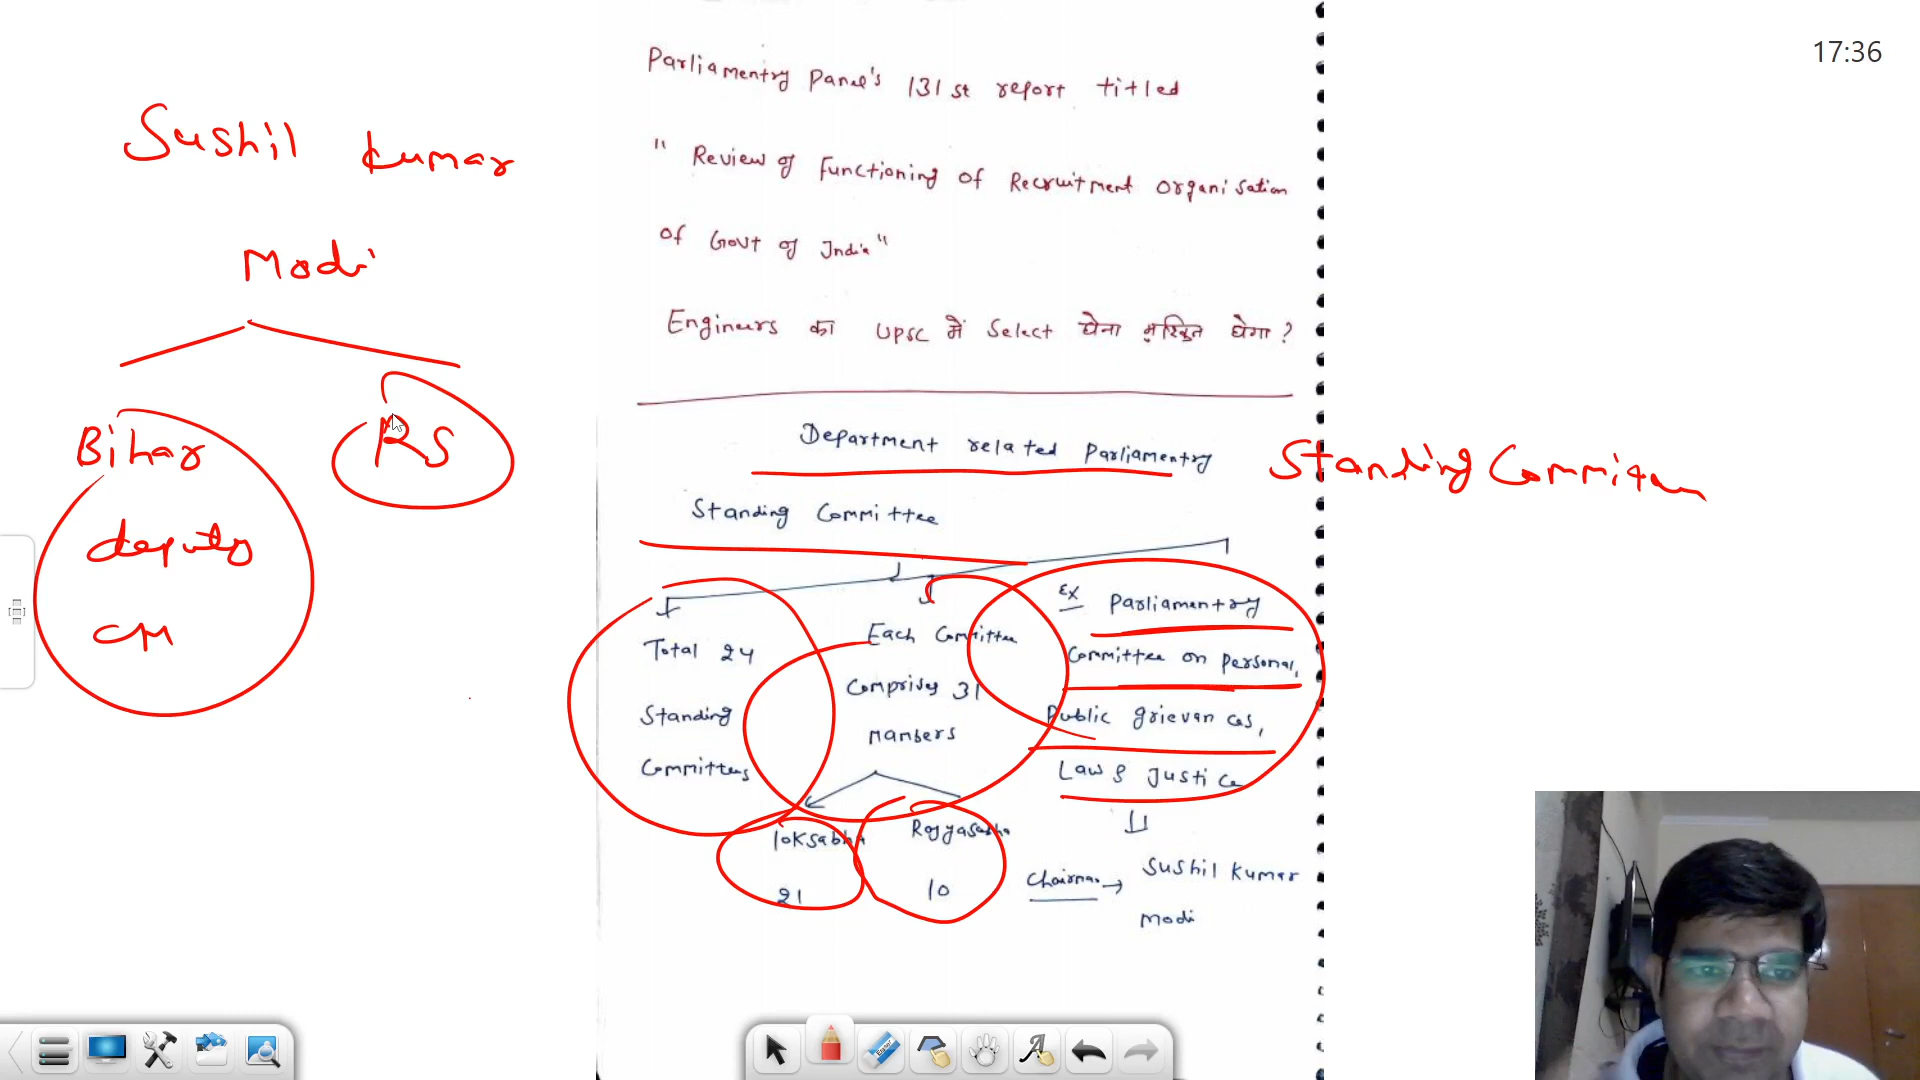 17:36
Parliamentry Panel's 131st report titled
" Review of Functioning of Recruitment Organisation
of Govt of India"
Engineers का UPSC में Select होना मुश्किल होगा ?
Sushil Kumar
Modi
Bihar
deputy
CM
RS
Department related Parliamentry
Standing Committee
Standing Committee
Total 24
Standing
Committees
Each Committee
Comprises 31
members
loksabha
21
Rajyasabha
10
Ex Parliamentry
Committee on personal,
Public grievances,
Law & Justice
Chairman → Sushil Kumar
Modi
Eraser
A